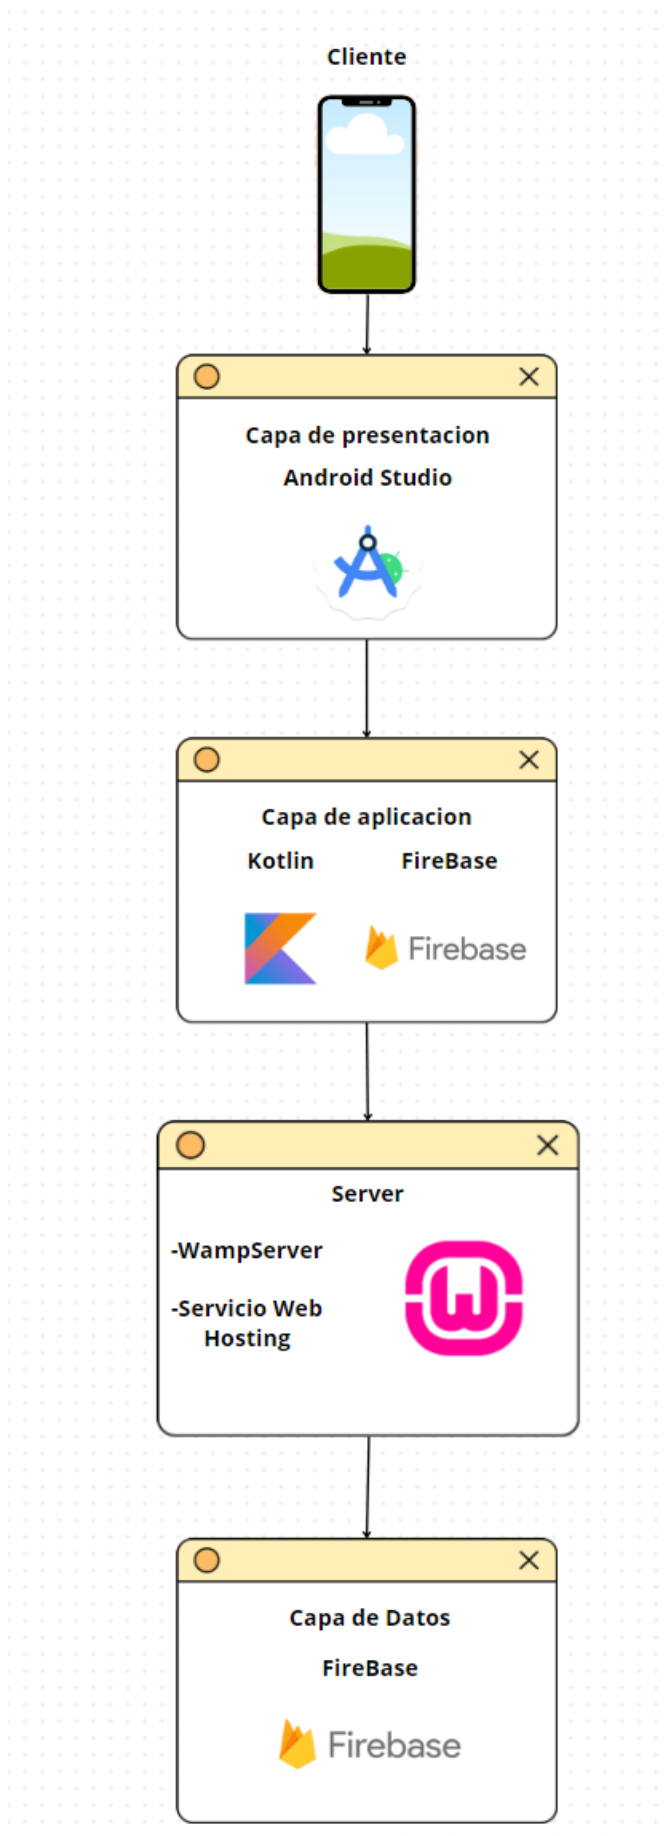 Cliente
Capa de presentacion
Android Studio
Capa de aplicacion
Kotlin FireBase
Firebase
Server
-WampServer
-Servicio Web
Hosting
Capa de Datos
FireBase
Firebase